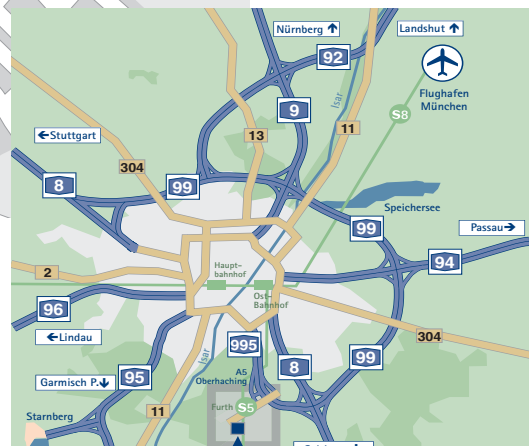 Nürnberg
Landshut
92
Flughafen
München
9
Isar
S8
13
11
Stuttgart
304
8
99
Speichersee
99
Passau
94
2
Haupt-
bahnhof
Ost-
Bahnhof
96
Lindau
304
995
Isar
99
95
A5
Oberhaching
8
Garmisch P.
11
Furth
S5
Starnberg